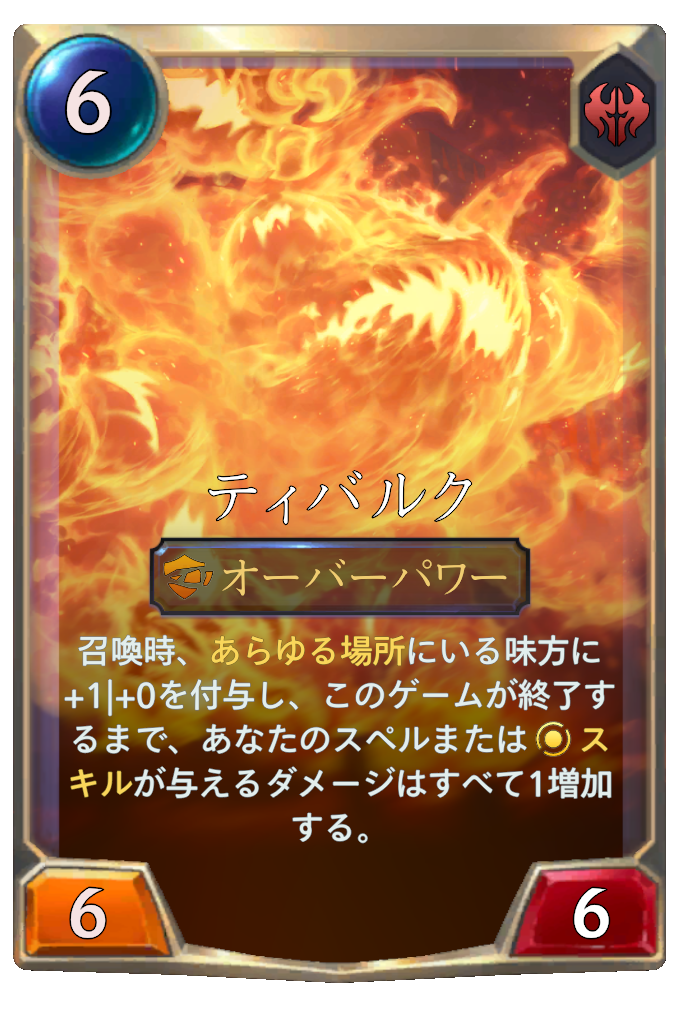 6
ティバルク
オーバーパワー
召喚時、あらゆる場所にいる味方に
+1|+0を付与し、このゲームが終了す
るまで、あなたのスペルまたは ス
キルが与えるダメージはすべて1増加
する。
6
6